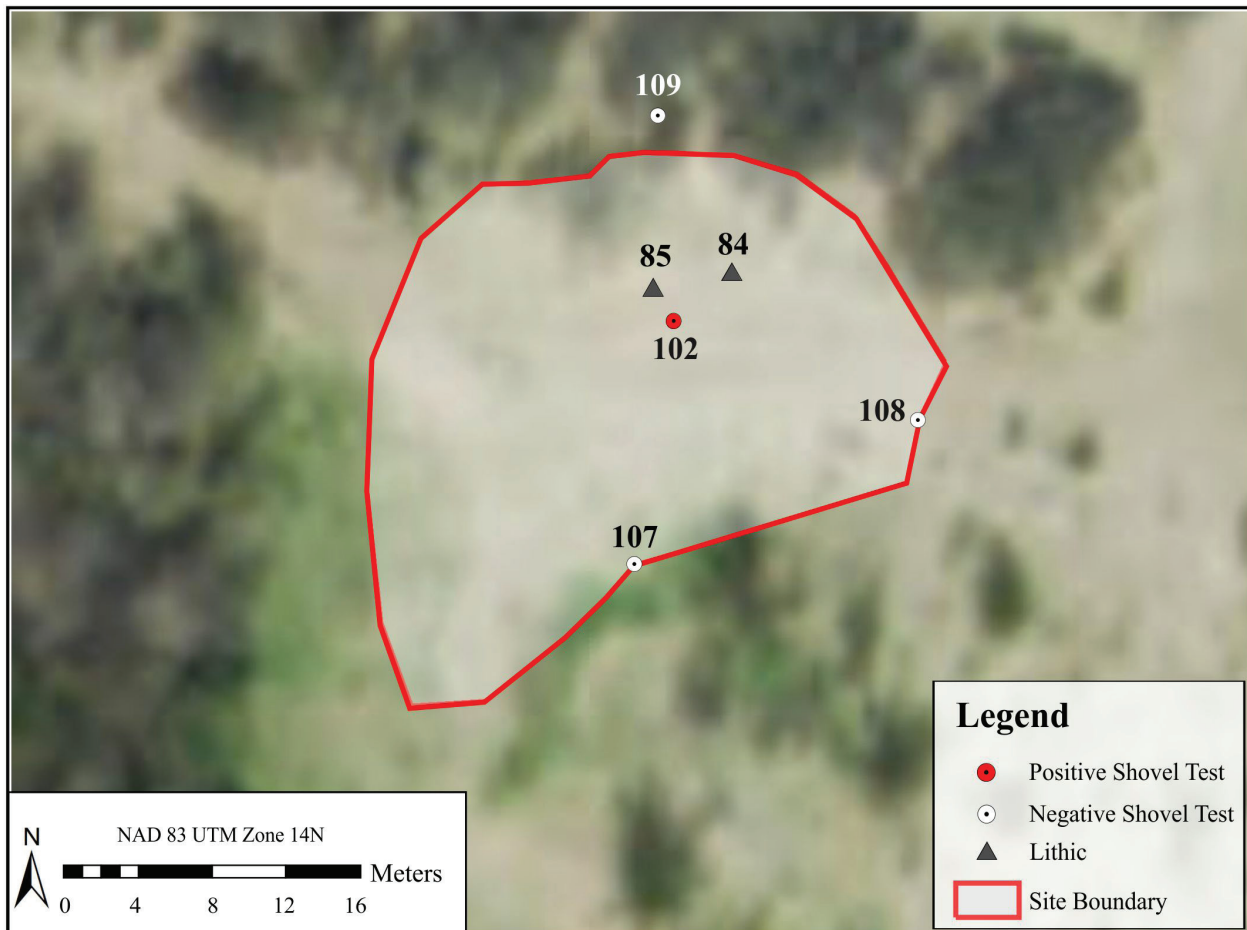 109
85 84
102
108
107
Legend
Positive Shovel Test
Negative Shovel Test
Lithic
Site Boundary
N
NAD 83 UTM Zone 14N
Meters
0 4 8 12 16